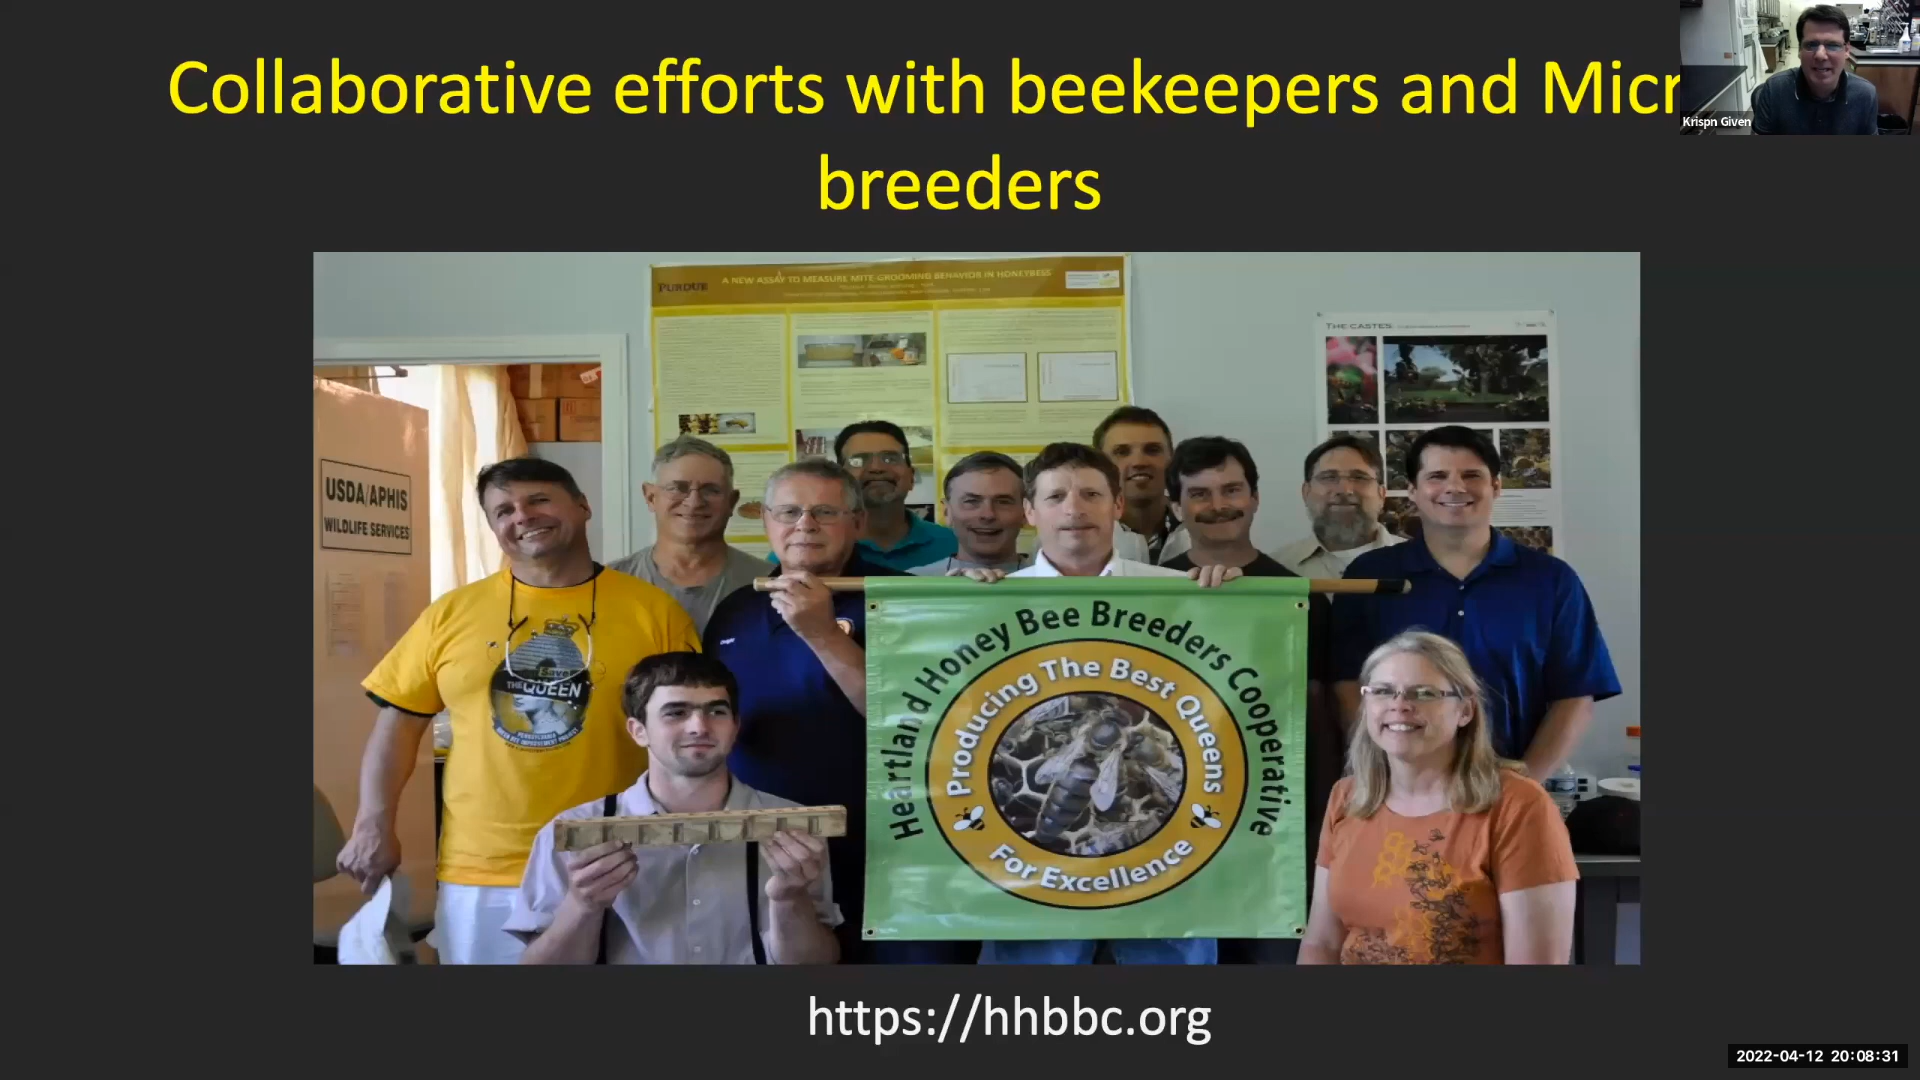 Collaborative efforts with beekeepers and Micr
breeders
Krispn Given
PURDUE
A NEW ASSAY TO MEASURE MITE-GROOMING BEHAVIOR IN HONEYBEES
THE CASTES
USDA/APHIS
WILDLIFE SERVICES
Save
THE QUEEN
Heartland Honey Bee Breeders Cooperative
Producing The Best Queens
For Excellence
https://hhbbc.org
2022-04-12 20:08:31